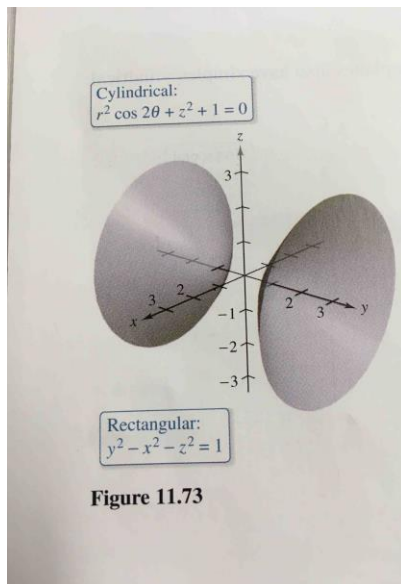 Cylindrical:
r² cos 2θ + z² + 1 = 0
z
3
3
2
x
−1
−2
−3
2
3
y
Rectangular:
y² − x² − z² = 1
Figure 11.73